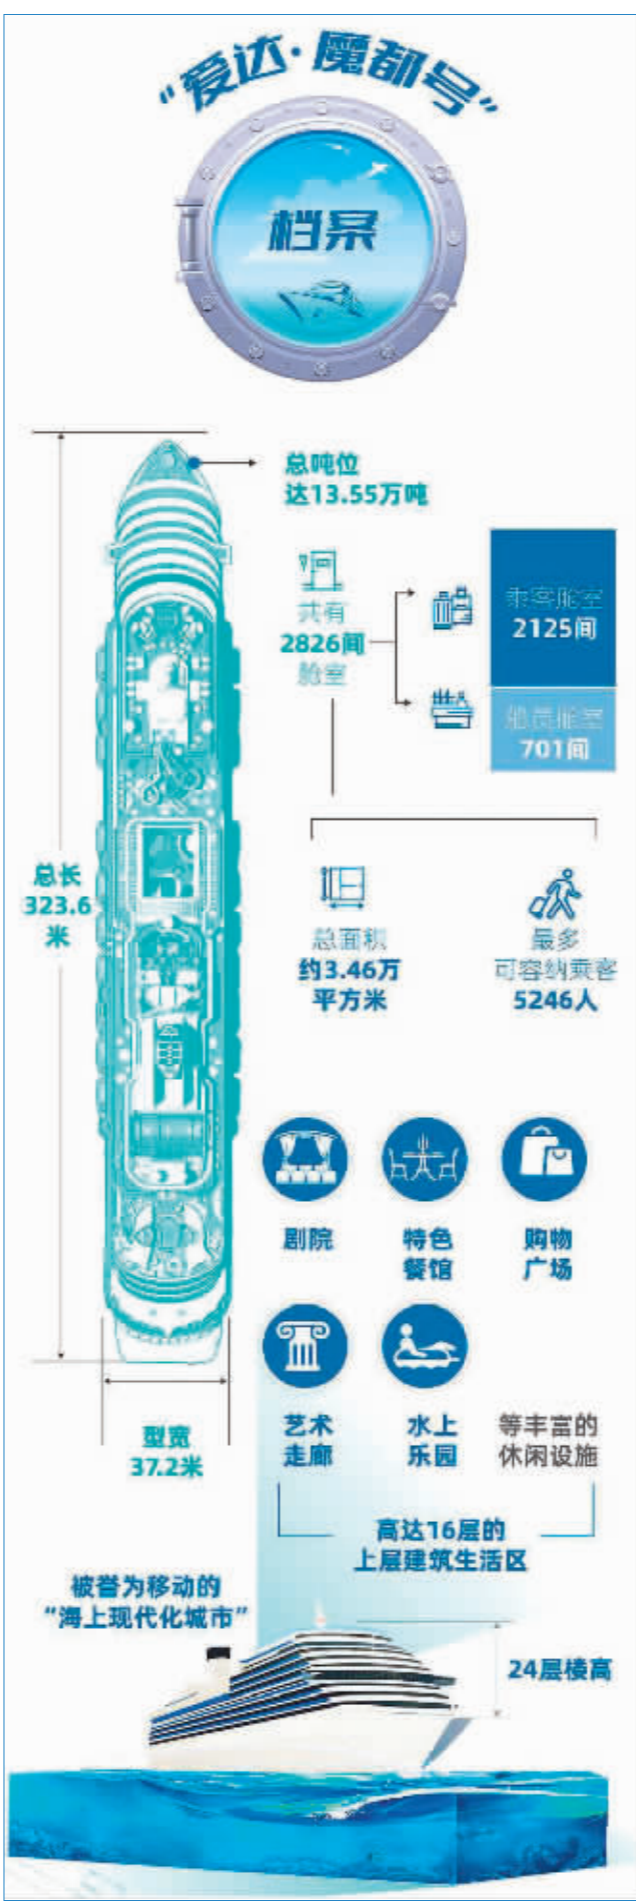 “爱达·魔都号”
档案
总吨位
达13.55万吨
共有
2826间
舱室
乘客舱室
2125间
船员舱室
701间
总长
323.6
米
总面积
约3.46万
平方米
最多
可容纳乘客
5246人
剧院
特色
餐馆
购物
广场
艺术
走廊
水上
乐园
等丰富的
休闲设施
型宽
37.2米
高达16层的
上层建筑生活区
被誉为移动的
“海上现代化城市”
24层楼高